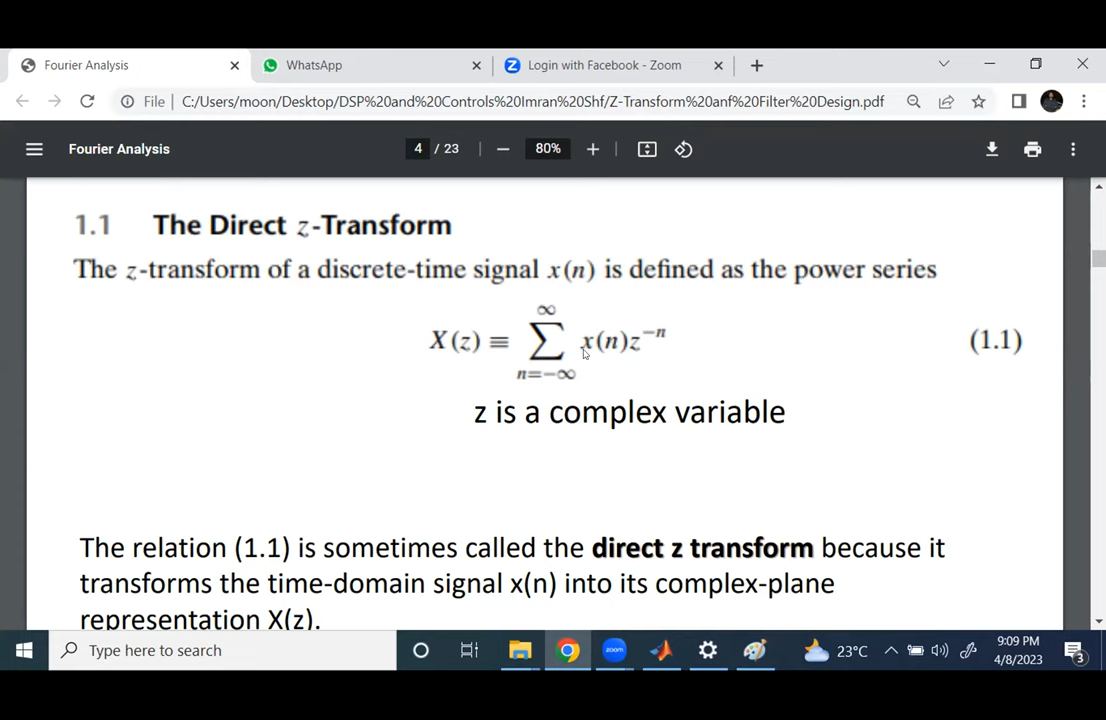 Fourier Analysis
WhatsApp
Login with Facebook - Zoom
File C:/Users/moon/Desktop/DSP%20and%20Controls%20Imran%20Shf/Z-Transform%20anf%20Filter%20Design.pdf
Fourier Analysis 4 / 23 80%
1.1 The Direct z-Transform
The z-transform of a discrete-time signal x(n) is defined as the power series
X(z) ≡ ∑_{n=−∞}^{∞} x(n)z^{−n} (1.1)
z is a complex variable
The relation (1.1) is sometimes called the direct z transform because it
transforms the time-domain signal x(n) into its complex-plane
representation X(z).
Type here to search
zoom
23°C
9:09 PM
4/8/2023
3